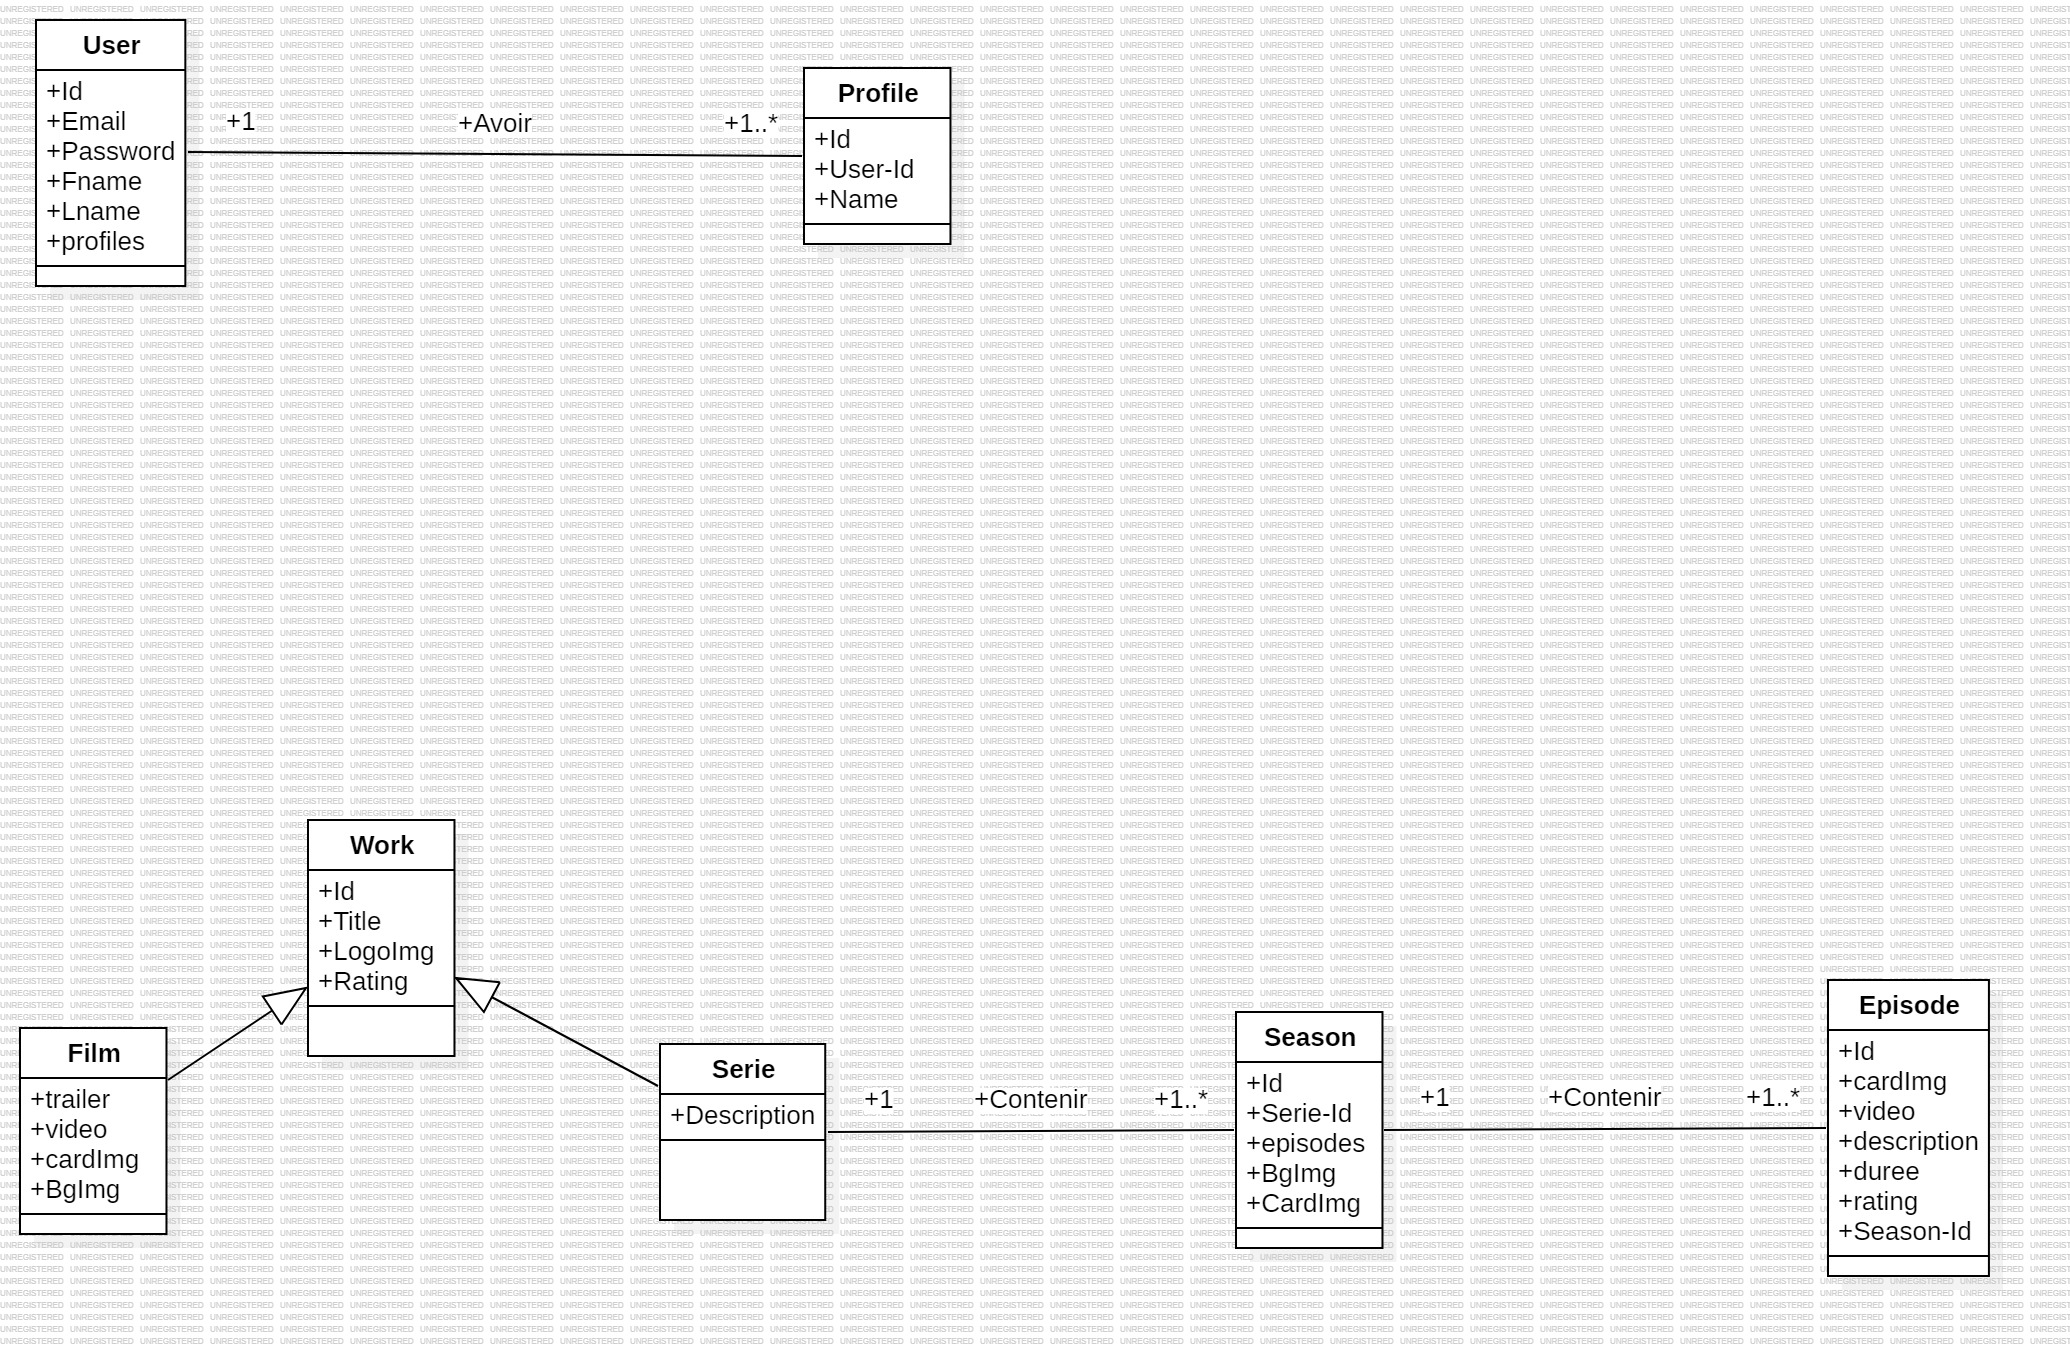 User
+Id
+Email
+Password
+Fname
+Lname
+profiles
+1
+Avoir
+1..*
Profile
+Id
+User-Id
+Name
Work
+Id
+Title
+LogoImg
+Rating
Film
+trailer
+video
+cardImg
+BgImg
Serie
+Description
+1
+Contenir
+1..*
Season
+Id
+Serie-Id
+episodes
+BgImg
+CardImg
+1
+Contenir
+1..*
Episode
+Id
+cardImg
+video
+description
+duree
+rating
+Season-Id
UNREGISTERED